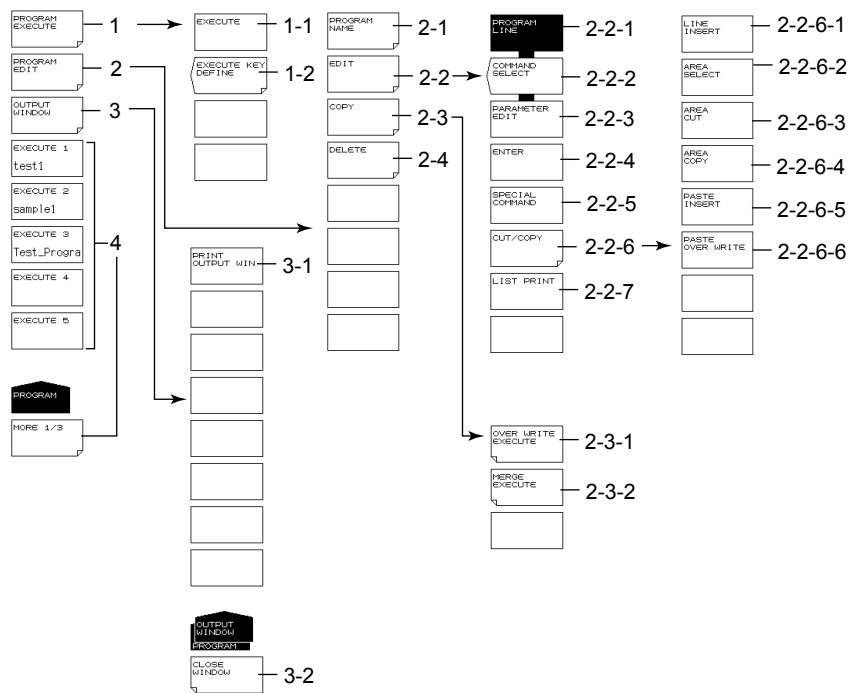 PROGRAM
EXECUTE
1
PROGRAM
EDIT
2
OUTPUT
WINDOW
3
EXECUTE 1
test1
EXECUTE 2
sample1
EXECUTE 3
Test_Progra
EXECUTE 4
EXECUTE 5
4
PROGRAM
MORE 1/3
EXECUTE
1-1
EXECUTE KEY
DEFINE
1-2
PRINT
OUTPUT WIN
3-1
OUTPUT
WINDOW
PROGRAM
CLOSE
WINDOW
3-2
PROGRAM
NAME
2-1
EDIT
2-2
COPY
2-3
DELETE
2-4
PROGRAM
LINE
2-2-1
COMMAND
SELECT
2-2-2
PARAMETER
EDIT
2-2-3
ENTER
2-2-4
SPECIAL
COMMAND
2-2-5
CUT/COPY
2-2-6
LIST PRINT
2-2-7
OVER WRITE
EXECUTE
2-3-1
MERGE
EXECUTE
2-3-2
LINE
INSERT
2-2-6-1
AREA
SELECT
2-2-6-2
AREA
CUT
2-2-6-3
AREA
COPY
2-2-6-4
PASTE
INSERT
2-2-6-5
PASTE
OVER WRITE
2-2-6-6